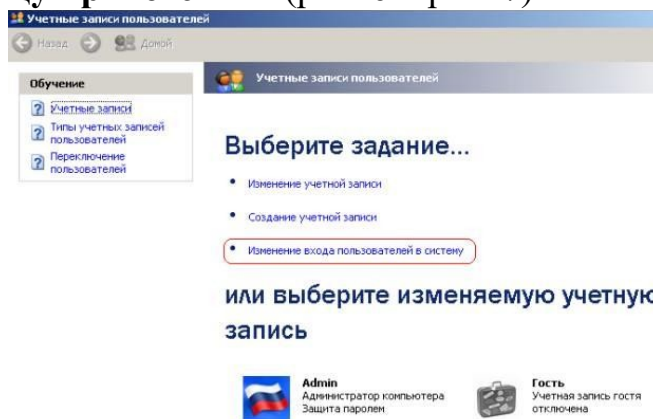 Учетные записи пользователей
Назад
Домой
Обучение
Учетные записи
Типы учетных записей
пользователей
Переключение
пользователей
Учетные записи пользователей
Выберите задание...
Изменение учетной записи
Создание учетной записи
Изменение входа пользователей в систему
или выберите изменяемую учетную
запись
Admin
Администратор компьютера
Защита паролем
Гость
Учетная запись гостя
отключена